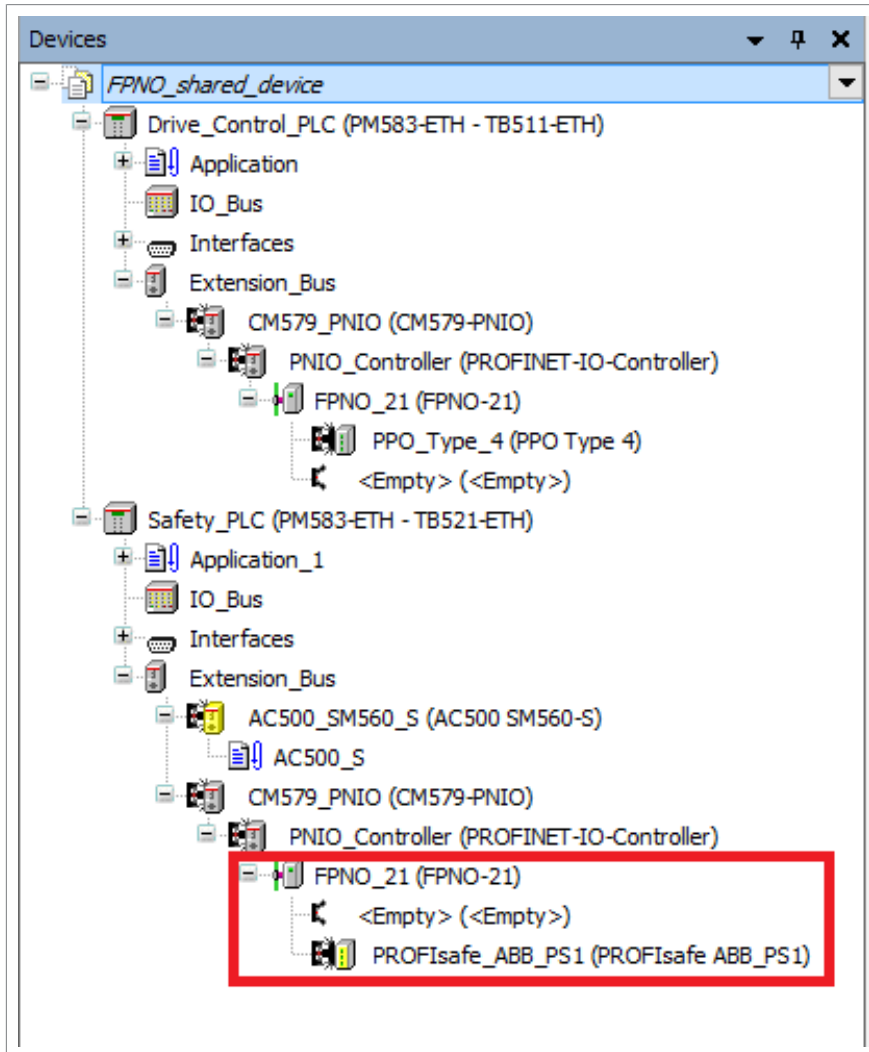 Devices
FPNO_shared_device
Drive_Control_PLC (PM583-ETH - TB511-ETH)
Application
IO_Bus
Interfaces
Extension_Bus
CM579_PNIO (CM579-PNIO)
PNIO_Controller (PROFINET-IO-Controller)
FPNO_21 (FPNO-21)
PPO_Type_4 (PPO Type 4)
<Empty> (<Empty>)
Safety_PLC (PM583-ETH - TB521-ETH)
Application_1
IO_Bus
Interfaces
Extension_Bus
AC500_SM560_S (AC500 SM560-S)
AC500_S
CM579_PNIO (CM579-PNIO)
PNIO_Controller (PROFINET-IO-Controller)
FPNO_21 (FPNO-21)
<Empty> (<Empty>)
PROFIsafe_ABB_PS1 (PROFIsafe ABB_PS1)